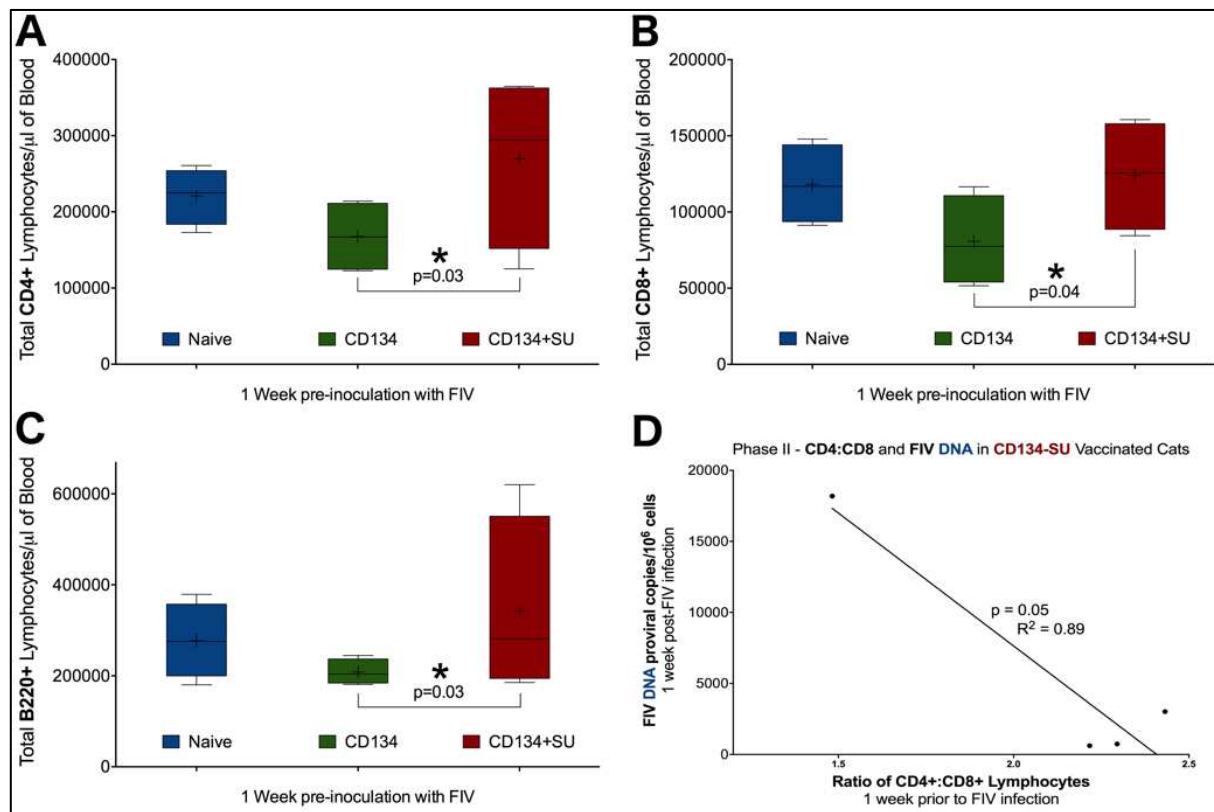 A
Total CD4+ Lymphocytes/µl of Blood
400000
300000
200000
100000
0
*
p=0.03
Naive
CD134
CD134+SU
1 Week pre-inoculation with FIV
B
Total CD8+ Lymphocytes/µl of Blood
200000
150000
100000
50000
0
*
p=0.04
Naive
CD134
CD134+SU
1 Week pre-inoculation with FIV
C
Total B220+ Lymphocytes/µl of Blood
600000
400000
200000
0
*
p=0.03
Naive
CD134
CD134+SU
1 Week pre-inoculation with FIV
D
Phase II - CD4:CD8 and FIV DNA in CD134-SU Vaccinated Cats
FIV DNA proviral copies/10⁶ cells
1 week post-FIV infection
20000
15000
10000
5000
0
p = 0.05
R² = 0.89
1.5
2.0
2.5
Ratio of CD4+:CD8+ Lymphocytes
1 week prior to FIV infection